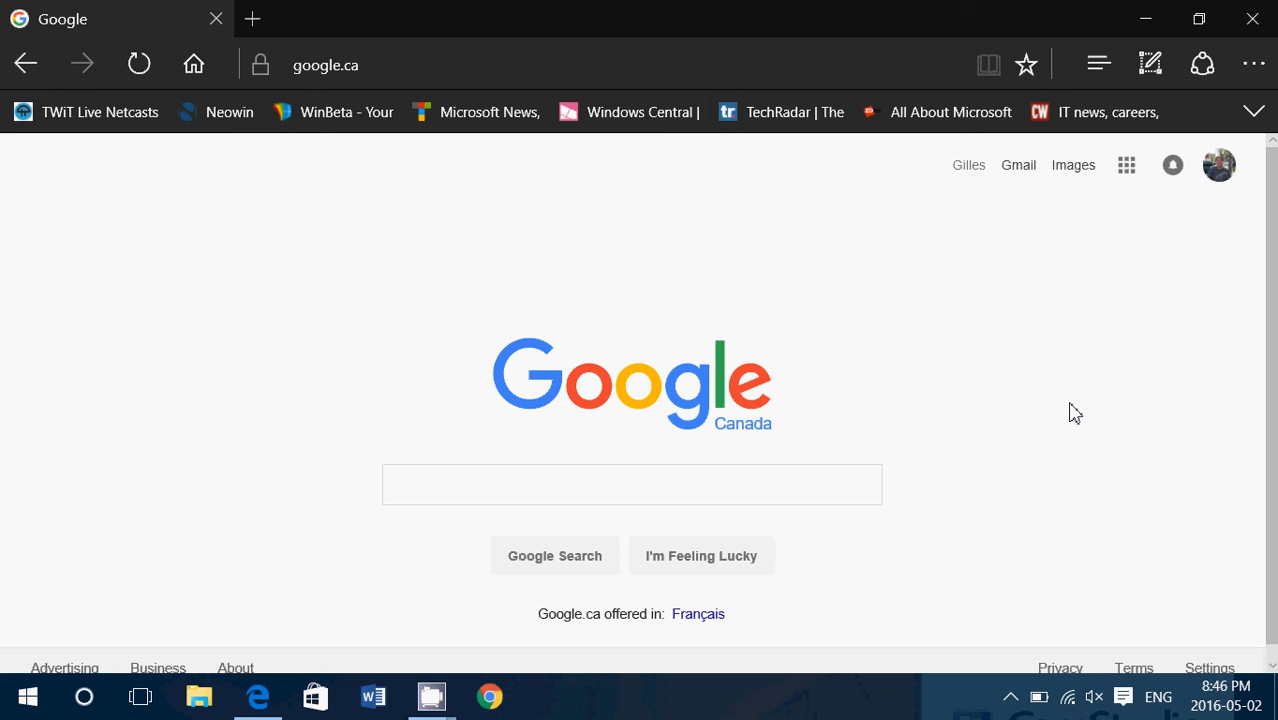 Google
google.ca
TWiT Live Netcasts Neowin WinBeta - Your Microsoft News, Windows Central | TechRadar | The All About Microsoft CW IT news, careers,
Gilles Gmail Images
Google
Canada
Google Search I'm Feeling Lucky
Google.ca offered in: Français
Advertising Business About Privacy Terms Settings
ENG 8:46 PM
2016-05-02